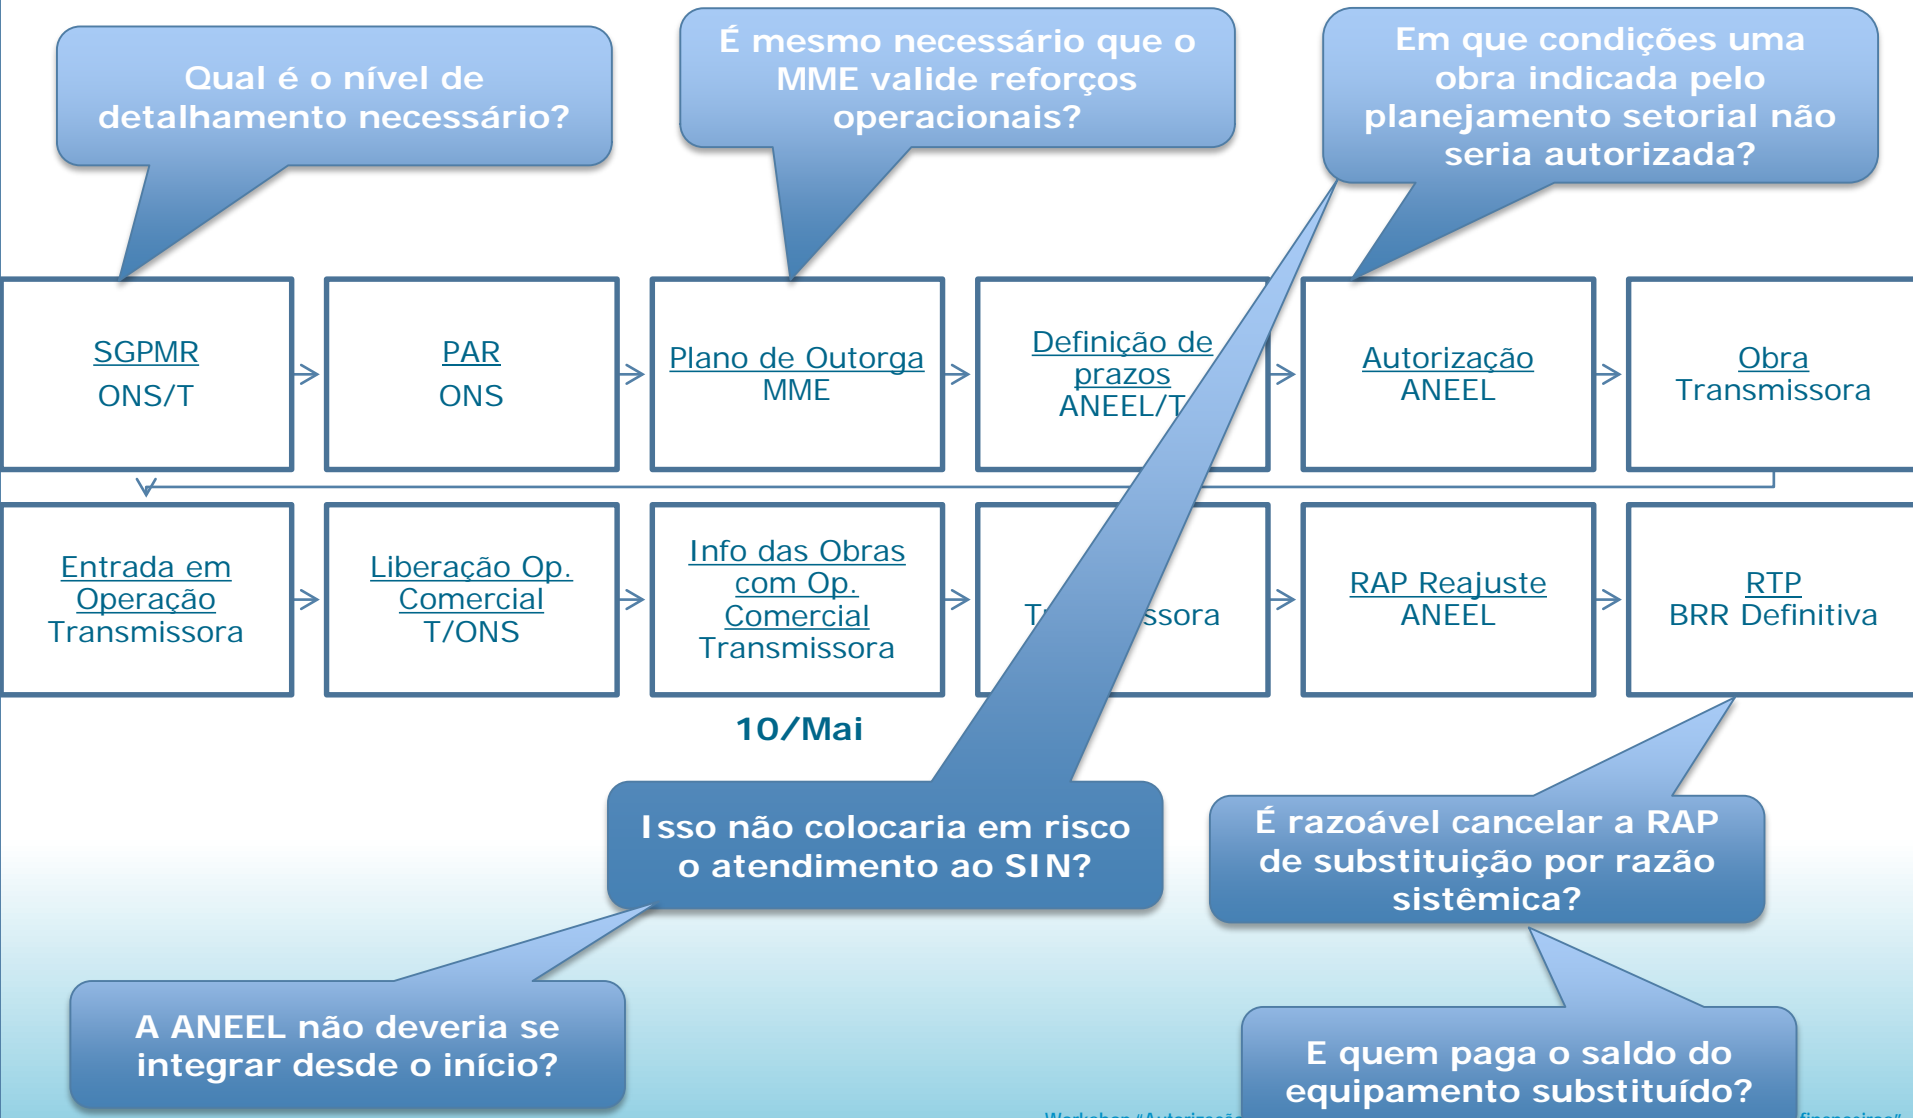 Qual é o nível de
detalhamento necessário?
É mesmo necessário que o
MME valide reforços
operacionais?
Em que condições uma
obra indicada pelo
planejamento setorial não
seria autorizada?
SGPMR
ONS/T
PAR
ONS
Plano de Outorga
MME
Definição de
prazos
ANEEL/T
Autorização
ANEEL
Obra
Transmissora
Entrada em
Operação
Transmissora
Liberação Op.
Comercial
T/ONS
Info das Obras
com Op.
Comercial
Transmissora
RAP Reajuste
ANEEL
RTP
BRR Definitiva
10/Mai
Isso não colocaria em risco
o atendimento ao SIN?
É razoável cancelar a RAP
de substituição por razão
sistêmica?
A ANEEL não deveria se
integrar desde o início?
E quem paga o saldo do
equipamento substituído?
Workshop